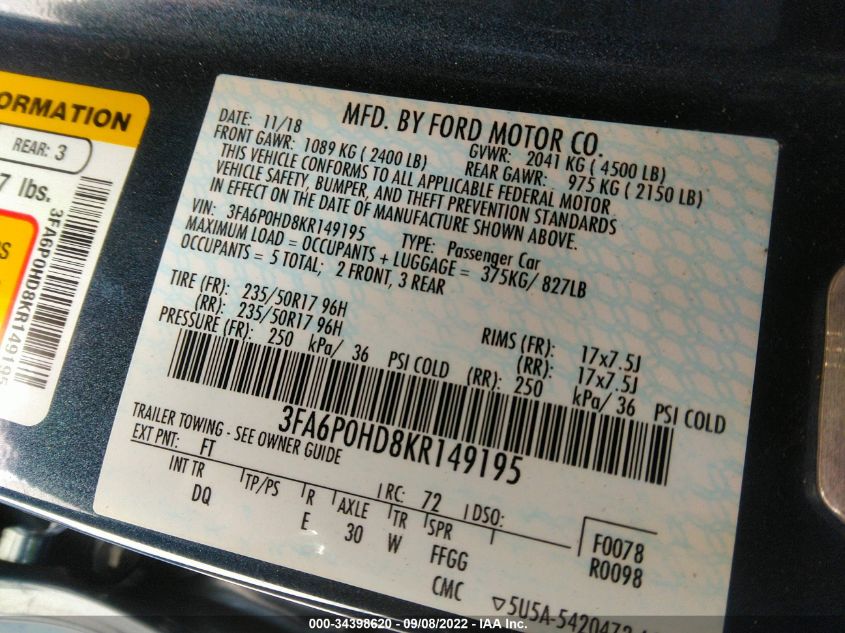 ORMATION
REAR: 3
7 lbs.
3FA6P0HD8KR149195
MFD. BY FORD MOTOR CO.
DATE: 11/18 GVWR: 2041 KG ( 4500 LB)
FRONT GAWR: 1089 KG ( 2400 LB) REAR GAWR: 975 KG ( 2150 LB)
THIS VEHICLE CONFORMS TO ALL APPLICABLE FEDERAL MOTOR
VEHICLE SAFETY, BUMPER, AND THEFT PREVENTION STANDARDS
IN EFFECT ON THE DATE OF MANUFACTURE SHOWN ABOVE.
VIN: 3FA6P0HD8KR149195 TYPE: Passenger Car
MAXIMUM LOAD = OCCUPANTS + LUGGAGE = 375KG/ 827LB
OCCUPANTS = 5 TOTAL; 2 FRONT, 3 REAR
TIRE (FR): 235/50R17 96H RIMS (FR): 17x7.5J
(RR): 235/50R17 96H (RR): 17x7.5J
PRESSURE (FR): 250 kPa/ 36 PSI COLD (RR): 250 kPa/ 36 PSI COLD
3FA6P0HD8KR149195
TRAILER TOWING - SEE OWNER GUIDE
EXT PNT: FT RC: 72 DSO:
INT TR TP/PS R AXLE TR SPR F0078
DQ E 30 W FFGG R0098
CMC
000-34398620 - 09/08/2022 - IAA Inc.